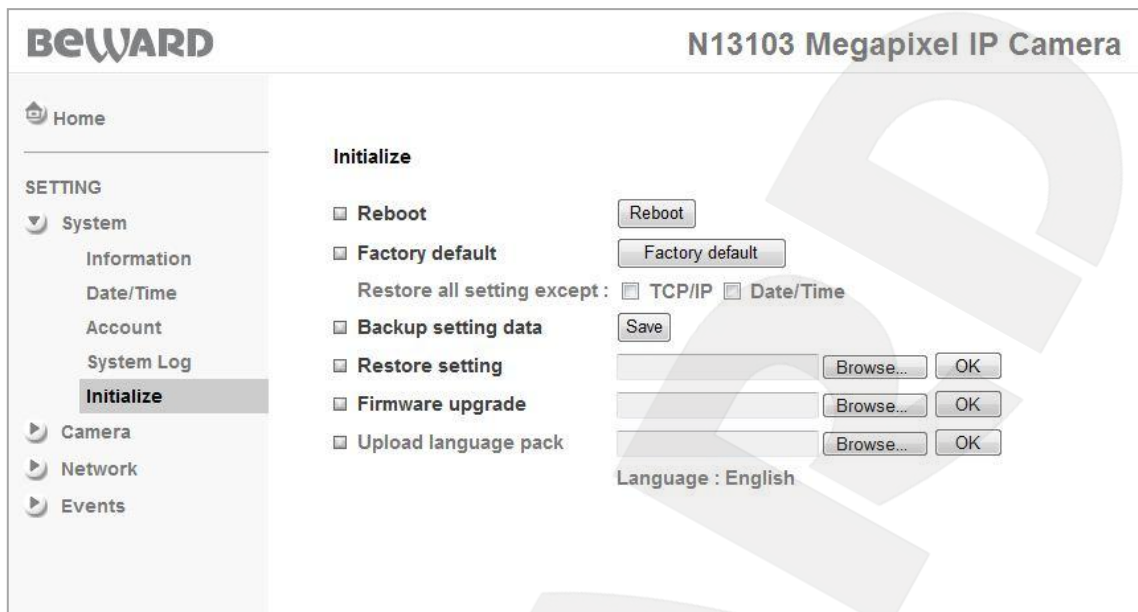 BEWARD
N13103 Megapixel IP Camera
Home
SETTING
System
Information
Date/Time
Account
System Log
Initialize
Camera
Network
Events
Initialize
Reboot Reboot
Factory default Factory default
Restore all setting except : TCP/IP Date/Time
Backup setting data Save
Restore setting Browse... OK
Firmware upgrade Browse... OK
Upload language pack Browse... OK
Language : English